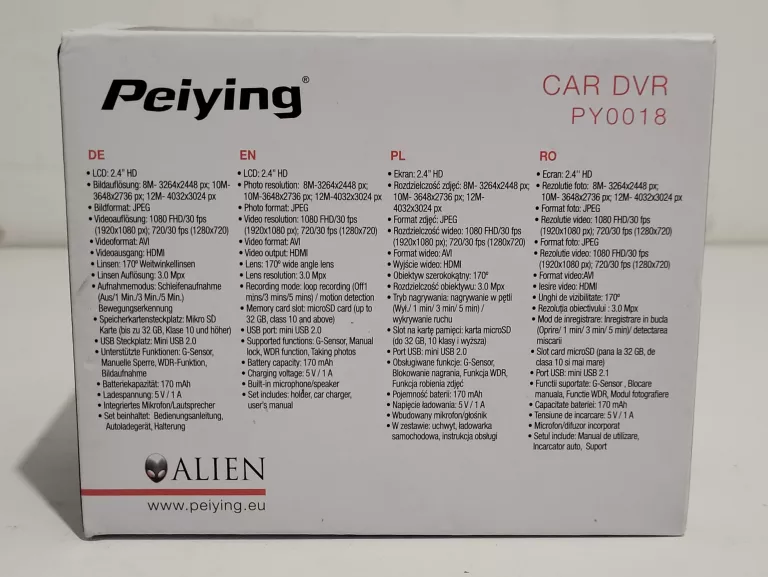 Peiying®
CAR DVR
PY0018
DE
• LCD: 2.4" HD
• Bildauflösung: 8M- 3264x2448 px; 10M-
3648x2736 px; 12M- 4032x3024 px
• Bildformat: JPEG
• Videoauflösung: 1080 FHD/30 fps
(1920x1080 px); 720/30 fps (1280x720)
• Videoformat: AVI
• Videoausgang: HDMI
• Linsen: 170º Weitwinkellinsen
• Linsen Auflösung: 3.0 Mpx
• Aufnahmemodus: Schleifenaufnahme
(Aus/1 Min./3 Min./5 Min.)
Bewegungserkennung
• Speicherkartensteckplatz: Mikro SD
Karte (bis zu 32 GB, Klase 10 und höher)
• USB Steckplatz: Mini USB 2.0
• Unterstützte Funktionen: G-Sensor,
Manuelle Sperre, WDR-Funktion,
Bildaufnahme
• Batteriekapazität: 170 mAh
• Ladespannung: 5 V / 1 A
• Integriertes Mikrofon/Lautsprecher
• Set beinhaltet: Bedienungsanleitung,
Autoladegerät, Halterung
EN
• LCD: 2.4" HD
• Photo resolution: 8M-3264x2448 px;
10M-3648x2736 px; 12M-4032x3024 px
• Photo format: JPEG
• Video resolution: 1080 FHD/30 fps
(1920x1080 px); 720/30 fps (1280x720)
• Video format: AVI
• Video output: HDMI
• Lens: 170º wide angle lens
• Lens resolution: 3.0 Mpx
• Recording mode: loop recording (Off1
mins/3 mins/5 mins) / motion detection
• Memory card slot: microSD card (up to
32 GB, class 10 and above)
• USB port: mini USB 2.0
• Supported functions: G-Sensor, Manual
lock, WDR function, Taking photos
• Battery capacity: 170 mAh
• Charging voltage: 5 V / 1 A
• Built-in microphone/speaker
• Set includes: holder, car charger,
user's manual
PL
• Ekran: 2.4" HD
• Rozdzielczość zdjęć: 8M- 3264x2448 px;
10M- 3648x2736 px; 12M-
4032x3024 px
• Format zdjęć: JPEG
• Rozdzielczość wideo: 1080 FHD/30 fps
(1920x1080 px); 720/30 fps (1280x720)
• Format wideo: AVI
• Wyjście wideo: HDMI
• Obiektyw szerokokątny: 170º
• Rozdzielczość obiektywu: 3.0 Mpx
• Tryb nagrywania: nagrywanie w pętli
(Wył./ 1 min/ 3 min/ 5 min) /
wykrywanie ruchu
• Slot na kartę pamięci: karta microSD
(do 32 GB, 10 klasy i wyższa)
• Port USB: mini USB 2.0
• Obsługiwane funkcje: G-Sensor,
Blokowanie nagrania, Funkcja WDR,
Funkcja robienia zdjęć
• Pojemność baterii: 170 mAh
• Napięcie ładowania: 5 V / 1 A
• Wbudowany mikrofon/głośnik
• W zestawie: uchwyt, ładowarka
samochodowa, instrukcja obsługi
RO
• Ecran: 2.4" HD
• Rezolutie foto: 8M- 3264x2448 px;
10M- 3648x2736 px; 12M- 4032x3024 px
• Format foto: JPEG
• Rezolutie video: 1080 FHD/30 fps
(1920x1080 px); 720/30 fps (1280x720)
• Format foto: JPEG
• Rezolutie video: 1080 FHD/30 fps
(1920x1080 px); 720/30 fps (1280x720)
• Format video:AVI
• Iesire video: HDMI
• Unghi de vizibilitate: 170º
• Rezolutia obiectivului : 3.0 Mpx
• Mod de inregistrare: Inregistrare in bucla
(Oprire/ 1 min/ 3 min/ 5 min)/ detectarea
miscarii
• Slot card microSD (pana la 32 GB, de
clasa 10 si mai mare)
• Port USB: mini USB 2.1
• Functii suportate: G-Sensor , Blocare
manuala, Functie WDR, Modul fotografiere
• Capacitate bateriei: 170 mAh
• Tensiune de incarcare: 5 V / 1 A
• Microfon/difuzor incorporat
• Setul include: Manual de utilizare,
Incarcator auto, Suport
ALIEN
www.peiying.eu